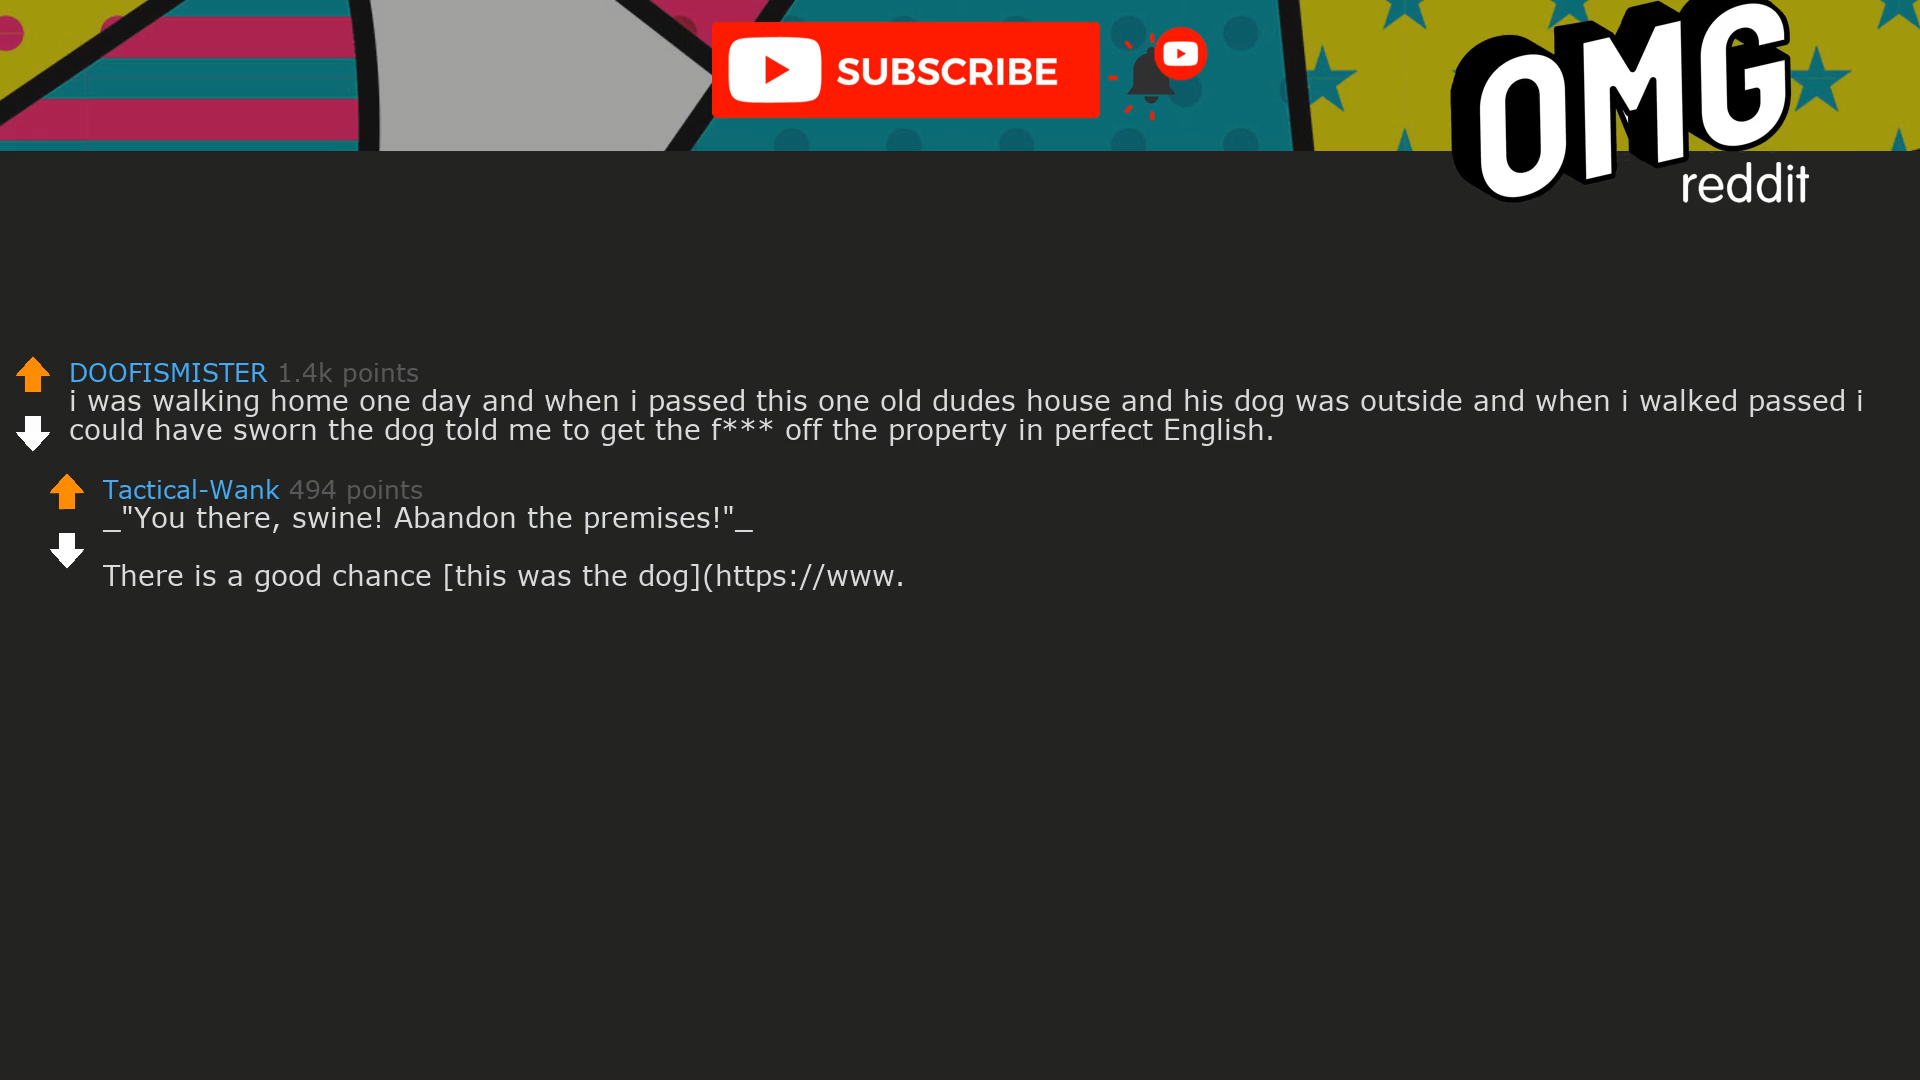 SUBSCRIBE
OMG
reddit
DOOFISMISTER 1.4k points
i was walking home one day and when i passed this one old dudes house and his dog was outside and when i walked passed i
could have sworn the dog told me to get the f*** off the property in perfect English.
Tactical-Wank 494 points
_"You there, swine! Abandon the premises!"_
There is a good chance [this was the dog](https://www.